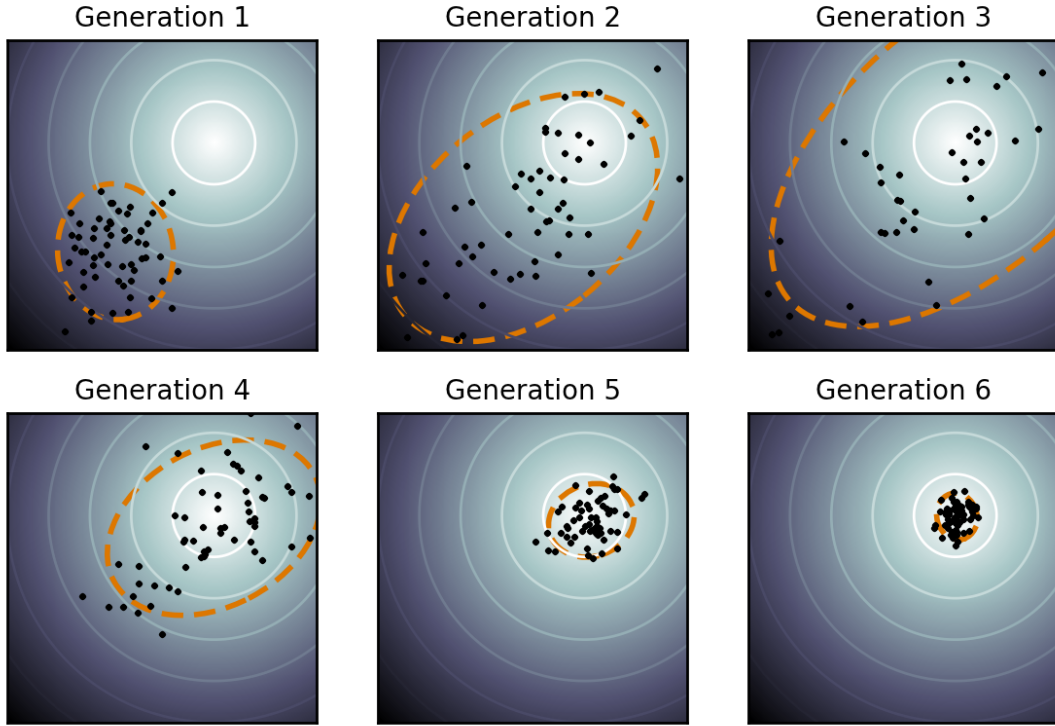 Generation 1
Generation 2
Generation 3
Generation 4
Generation 5
Generation 6